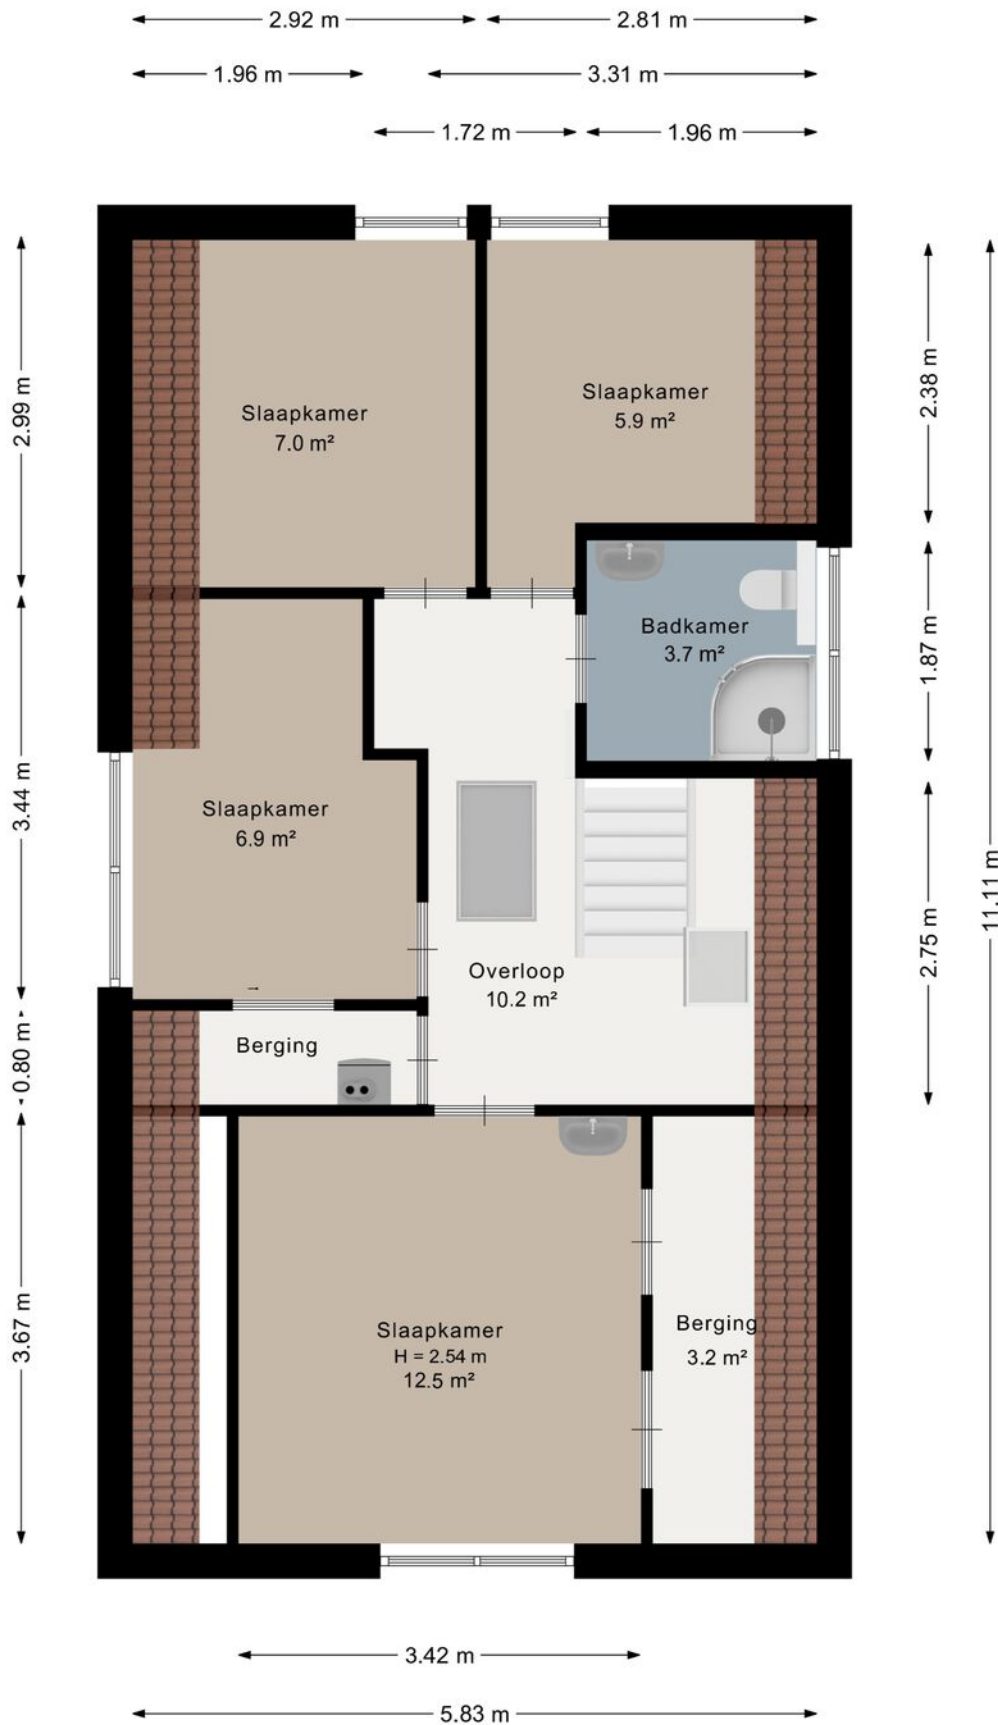 2.92 m
2.81 m
1.96 m
3.31 m
1.72 m
1.96 m
2.99 m
2.38 m
Slaapkamer
5.9 m²
Slaapkamer
7.0 m²
Badkamer
3.7 m²
1.87 m
3.44 m
Slaapkamer
6.9 m²
11.11 m
2.75 m
Overloop
10.2 m²
0.80 m
Berging
3.67 m
Slaapkamer
H = 2.54 m
12.5 m²
Berging
3.2 m²
3.42 m
5.83 m